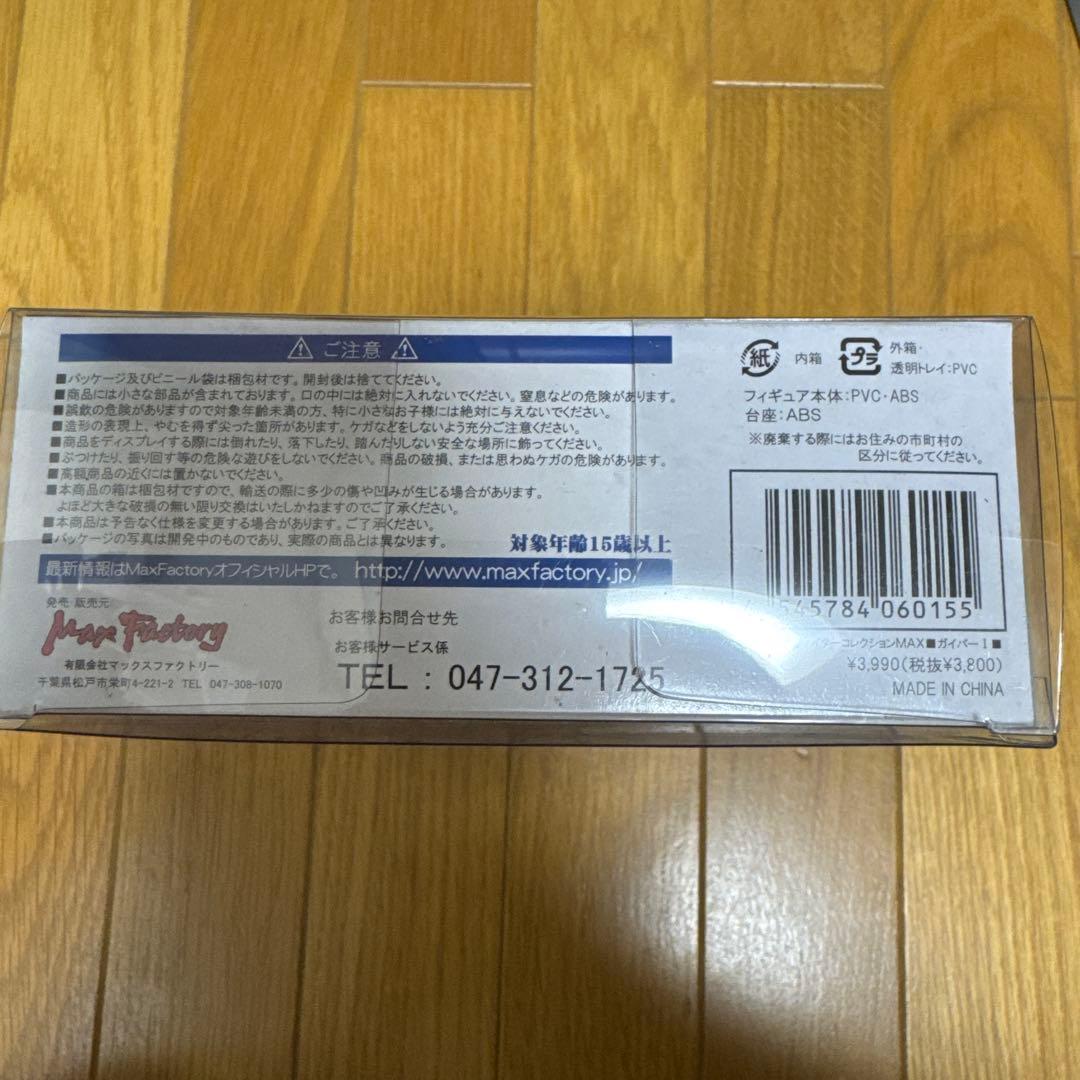 ご注意
■パッケージ及びビニール袋は梱包材です。開封後は捨ててください。
■商品には小さな部品が含まれております。口の中には絶対に入れないでください。窒息などの危険があります。
■誤飲の危険がありますので対象年齢未満の方、特に小さなお子様には絶対に与えないでください。
■造形の表現上、やむを得ず尖った箇所があります。ケガなどをしないよう充分ご注意ください。
■商品をディスプレイする際には倒れたり、落下したり、踏んだりしない安全な場所に飾ってください。
■ぶつけたり、振り回す等の危険な遊びをしないでください。商品の破損、または思わぬケガの危険があります。
■高額商品の近くには置かないでください。
■本商品の箱は梱包材ですので、輸送の際に多少の傷や凹みが生じる場合があります。
よほど大きな破損の無い限り交換はいたしかねますのでご了承ください。
■本商品は予告なく仕様を変更する場合があります。ご了承ください。
■パッケージの写真は開発中のものであり、実際の商品とは異なります。
対象年齢15歳以上
最新情報はMaxFactoryオフィシャルHPで。 http://www.maxfactory.jp/
発売・販売元
Max Factory
有限会社マックスファクトリー
千葉県松戸市栄町4-221-2 TEL 047-308-1070
お客様お問合せ先
お客様サービス係
TEL : 047-312-1725
紙 内箱
プラ 外箱・
透明トレイ:PVC
フィギュア本体:PVC・ABS
台座:ABS
※廃棄する際にはお住みの市町村の
区分に従ってください。
4 545784 060155
ーコレクションMAX■ガイバーI■
¥3,990(税抜¥3,800)
MADE IN CHINA